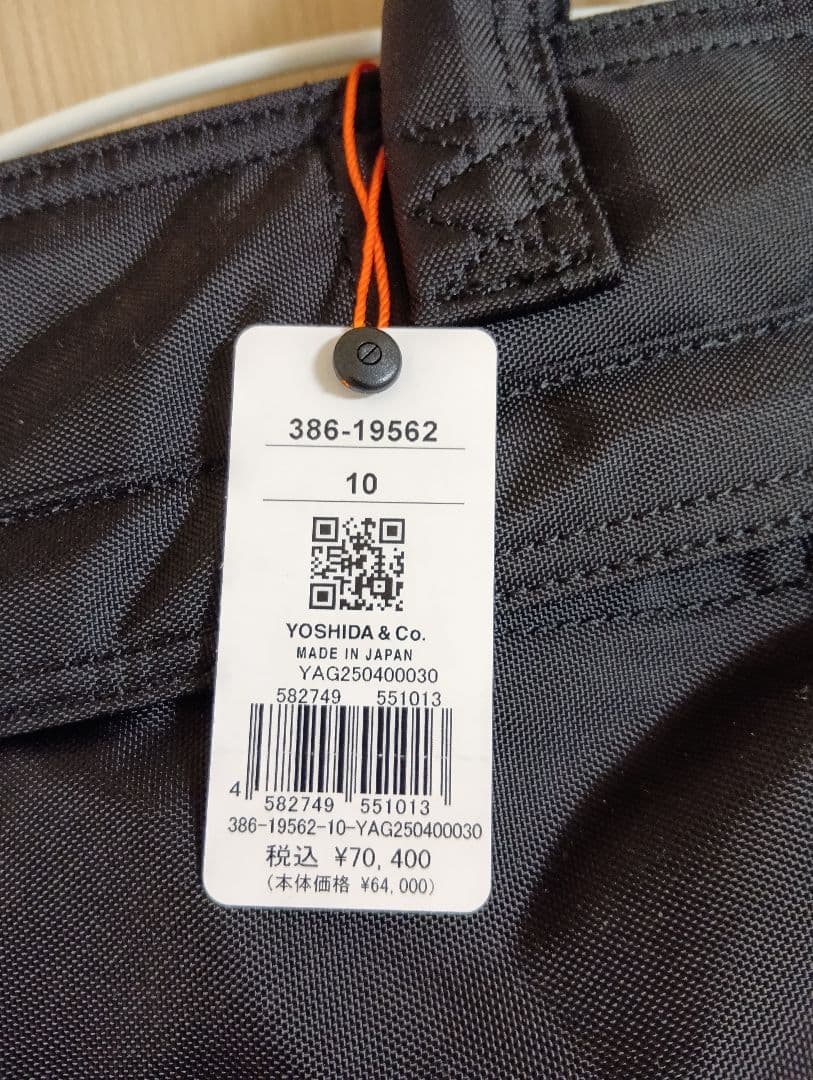 386-19562
10
YOSHIDA & Co.
MADE IN JAPAN
YAG250400030
582749 551013
4 582749 551013
386-19562-10-YAG250400030
税込 ¥70,400
(本体価格 ¥64,000)